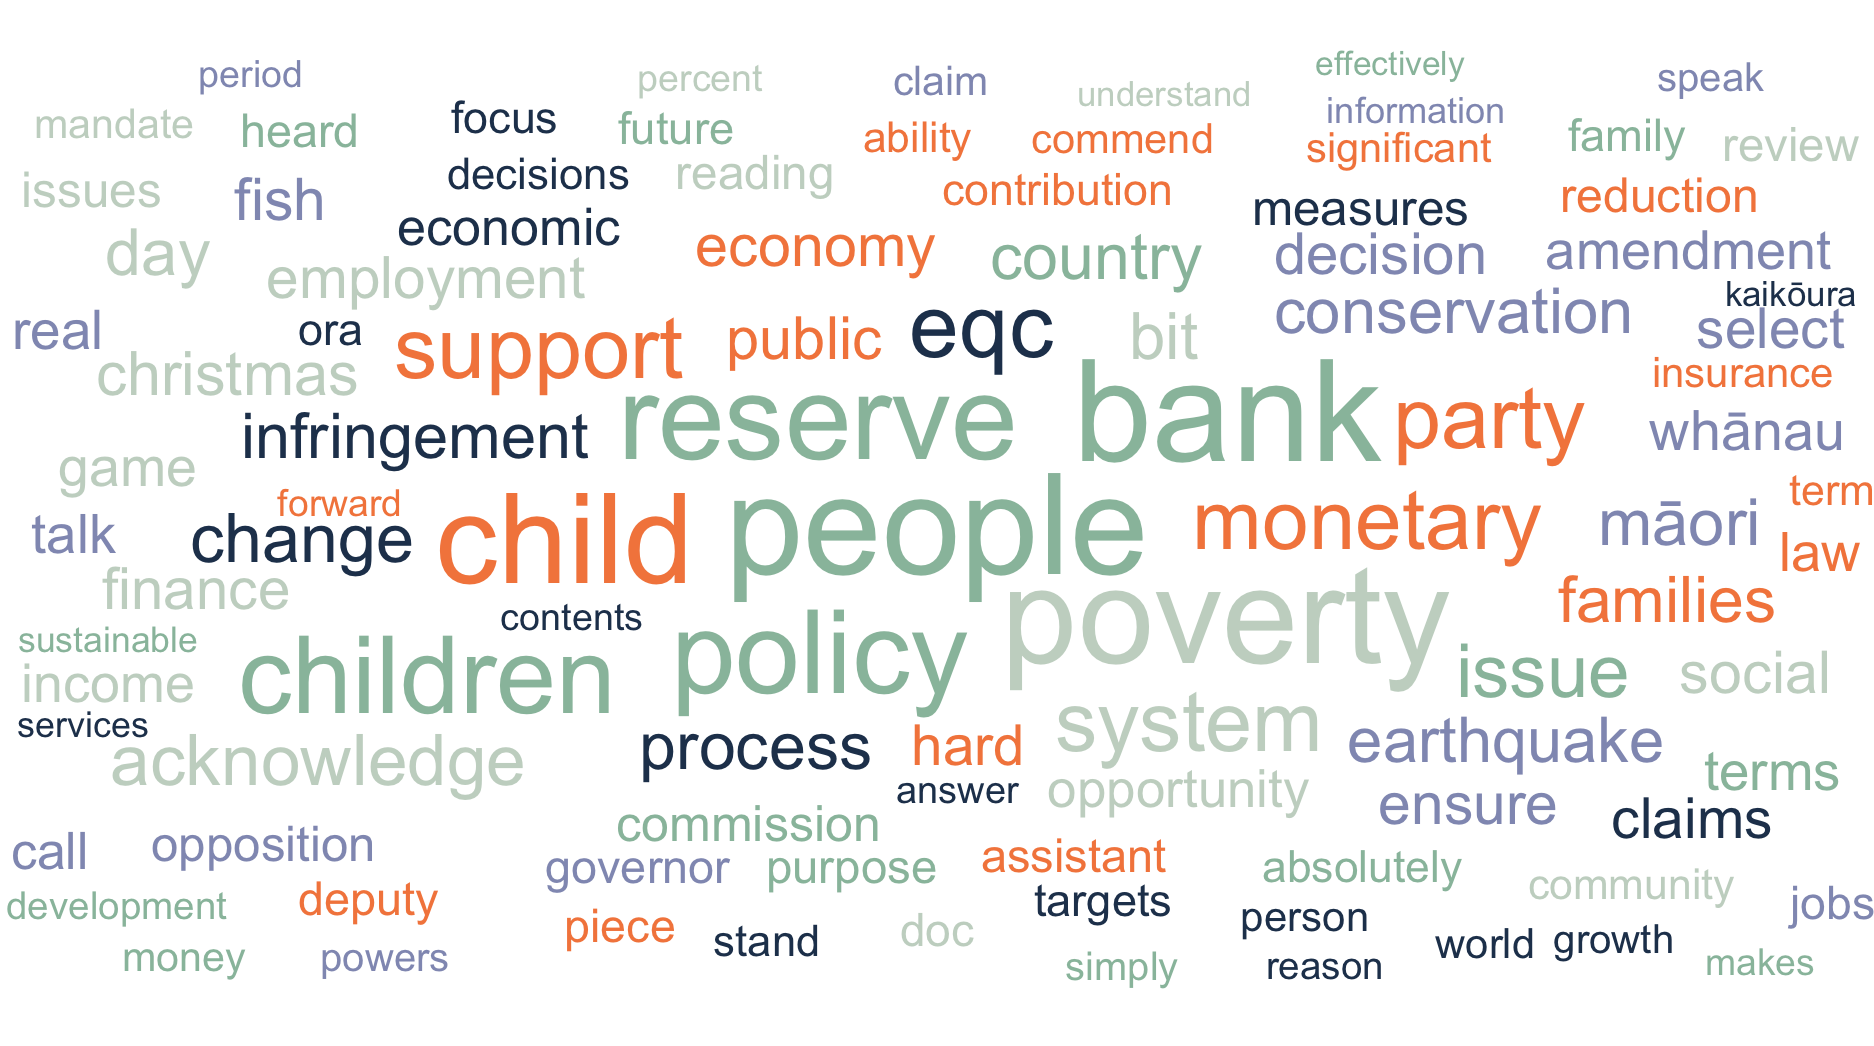 effectively
period
percent
claim
speak
understand
information
focus
mandate
heard
future
ability
commend
significant
family
review
decisions
reading
issues
fish
contribution
measures
reduction
economic
day
employment
economy
country
decision
amendment
kaikōura
real
ora
support
public
eqc
bit
conservation
select
christmas
insurance
infringement
reserve
bank
party
whānau
game
forward
term
talk
change
child
people
monetary
māori
law
finance
contents
families
sustainable
children
policy
poverty
issue
social
income
services
acknowledge
process
hard
system
earthquake
terms
answer
opportunity
ensure
claims
commission
call
opposition
governor
purpose
assistant
absolutely
community
development
deputy
targets
person
jobs
piece
stand
doc
world
growth
money
powers
simply
reason
makes